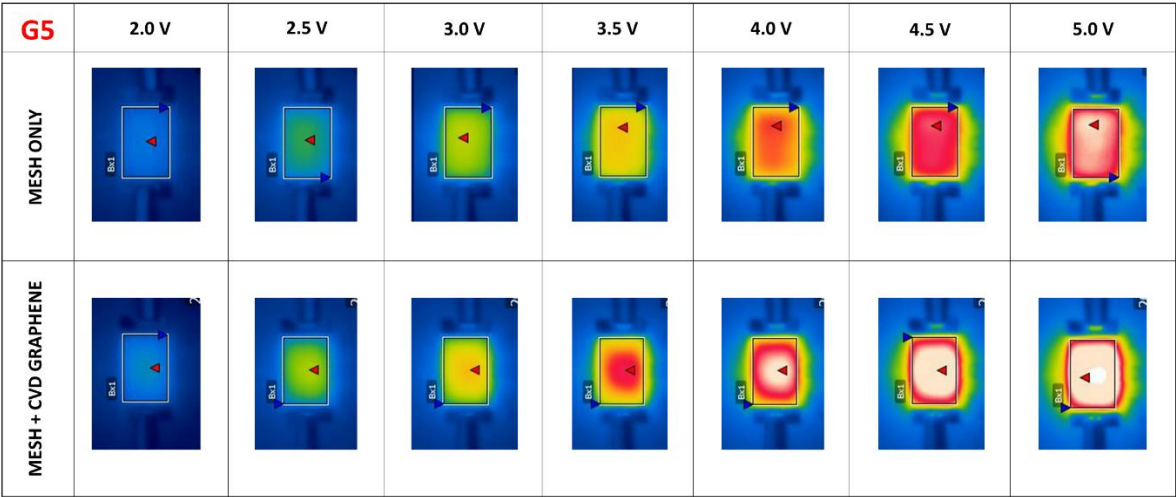 G5 2.0 V 2.5 V 3.0 V 3.5 V 4.0 V 4.5 V 5.0 V
MESH ONLY
Bx1 Bx1 Bx1 Bx1 Bx1 Bx1 Bx1
MESH + CVD GRAPHENE
Bx1 Bx1 Bx1 Bx1 Bx1 Bx1 Bx1